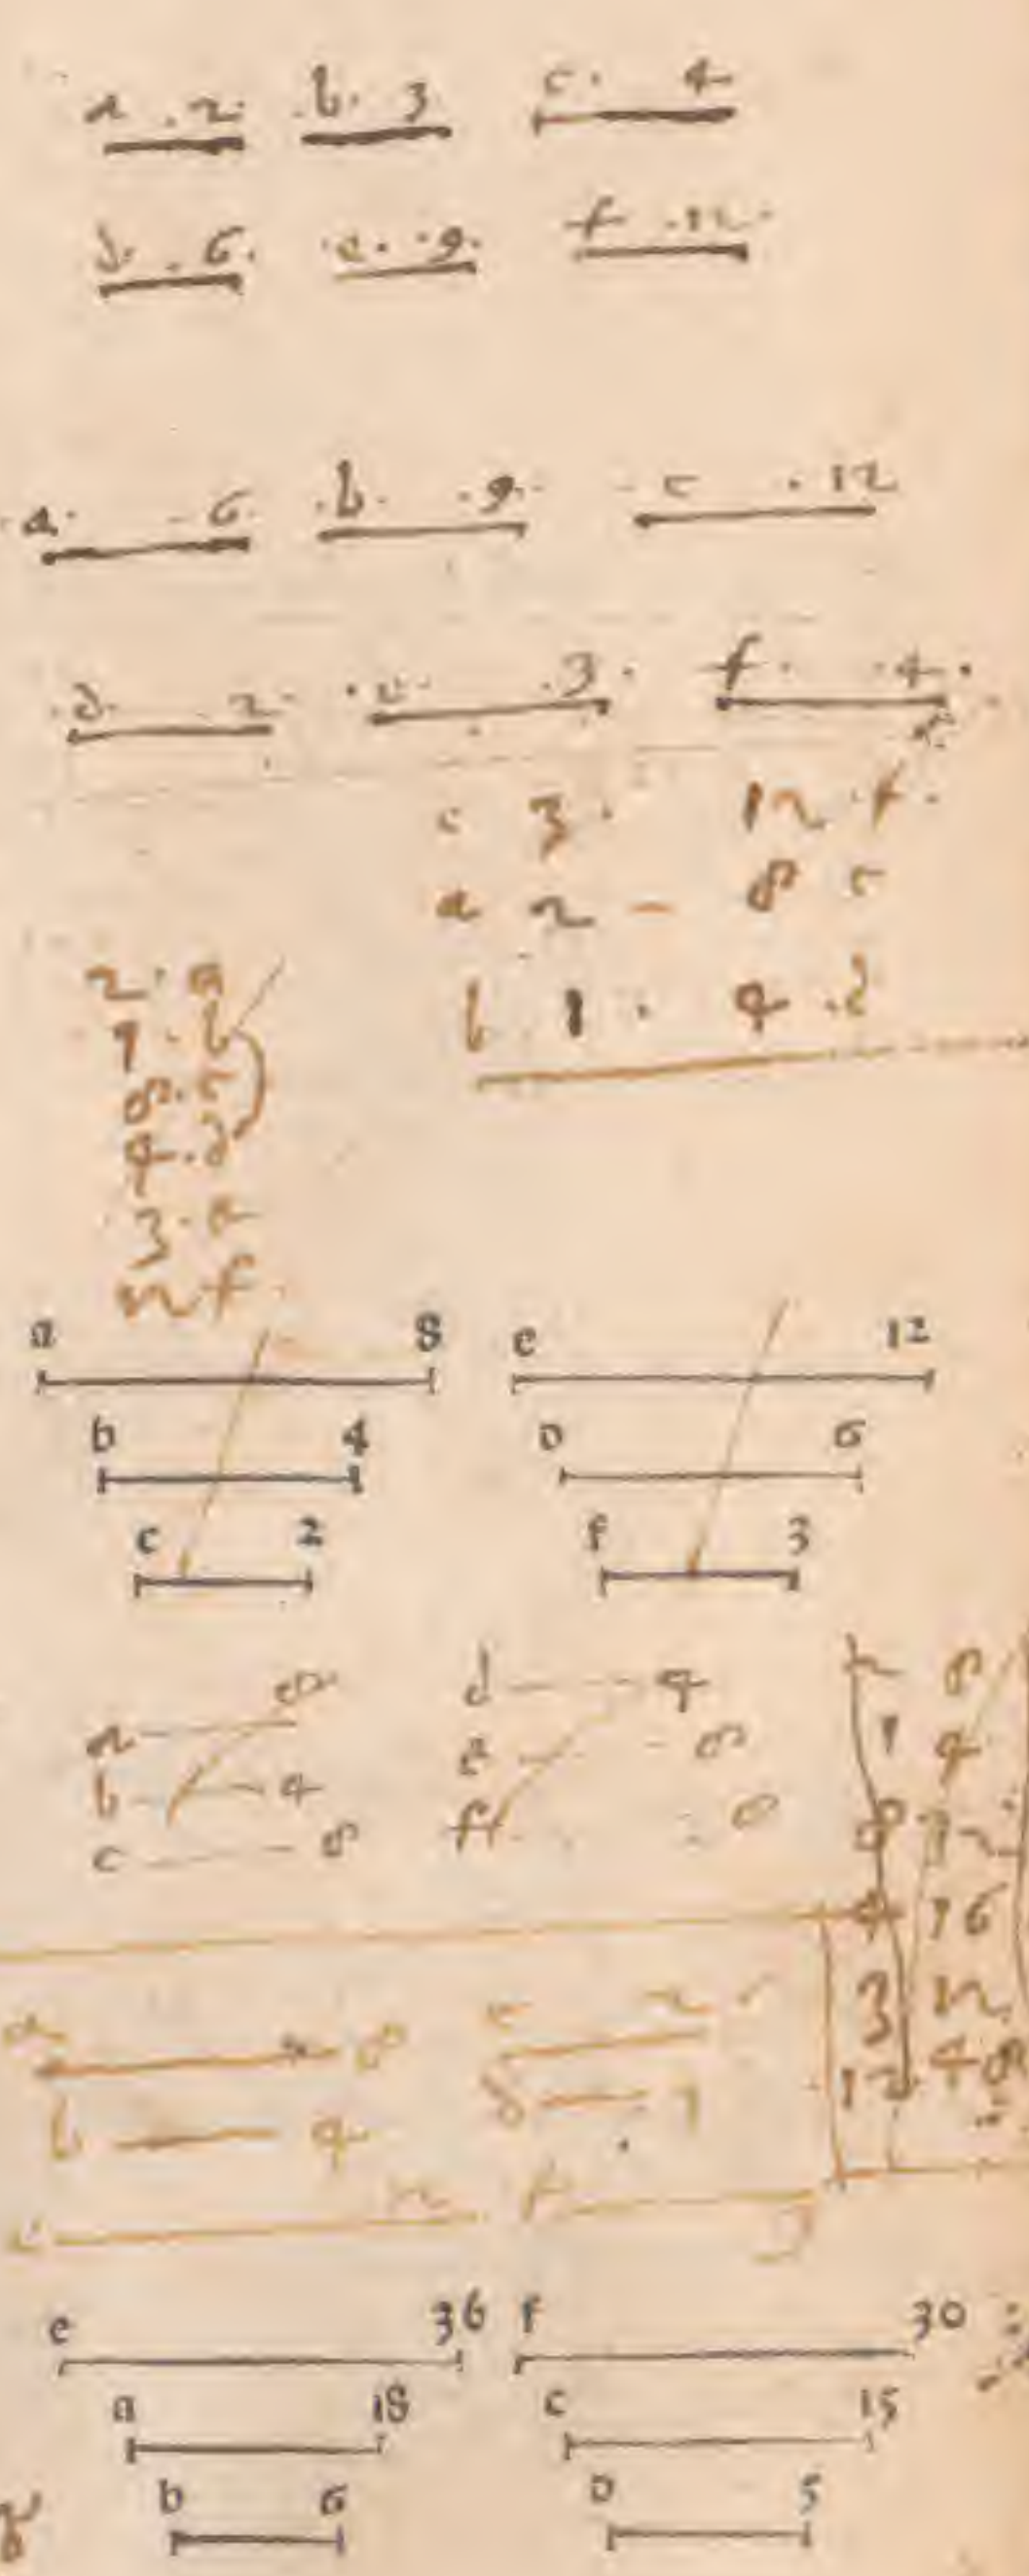 a . 2 . b . 3 c . 4
d . 6 . e . 9 . f . 12 .
. a . . 6 . . b . . 9 . . c . 12
. d . 2 . e . . 3 . f . . 4 .
c 3 . 12 . f .
a 2 - 8 c
b 1 . 4 . d
2 . a
1 . b
8 . c
4 . d
3 . e
12 f .
a 8 e 12
b 4 d 6
c 2 f 3
d 4
a e 8
b 4 f
c 8
8
1 4
8 12
4 16
3 12
12 48
a 8 c 2
b 4 d 1
e 12 f 3
e 36 f 30
a 18 c 15
b 6 d 5